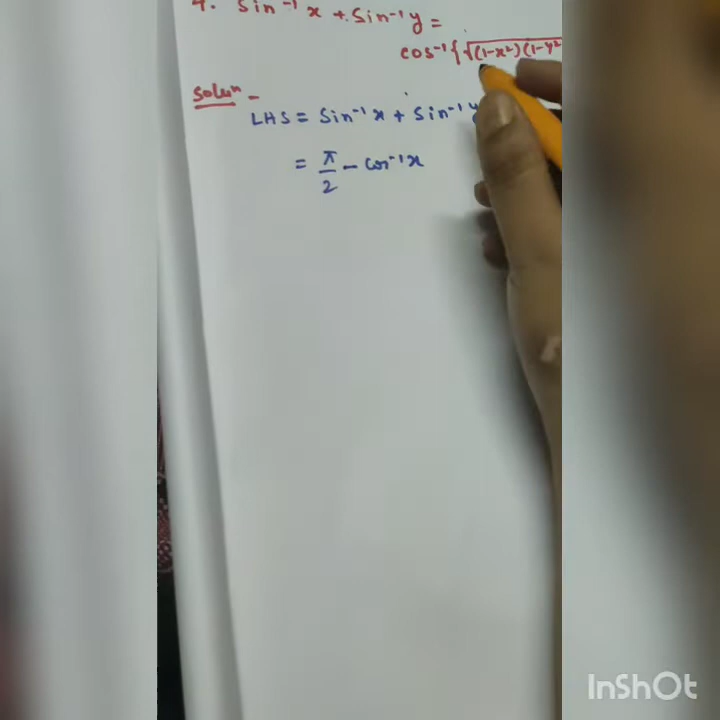 4. Sin⁻¹x + Sin⁻¹y =
cos⁻¹{√(1-x²)(1-y²
Soluⁿ -
LHS = Sin⁻¹x + Sin⁻¹y
= π/2 - cos⁻¹x
InShOt